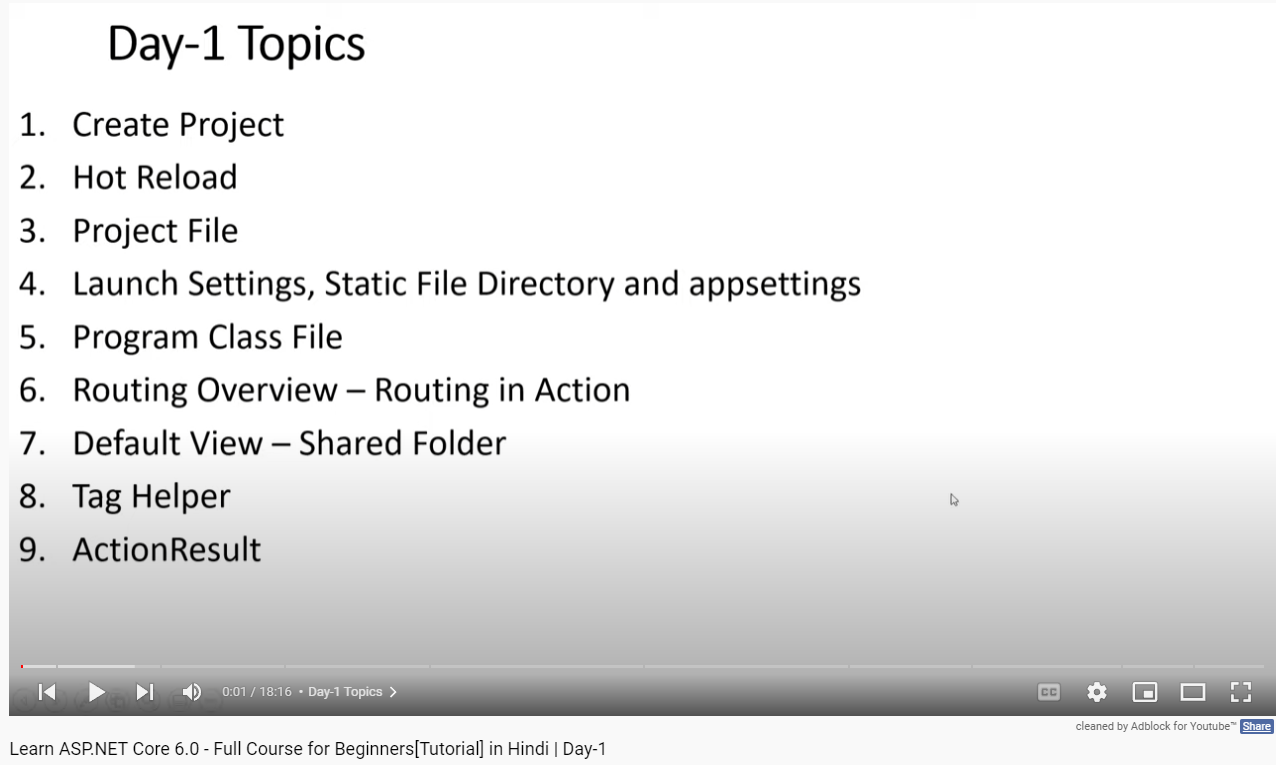 Day-1 Topics
1. Create Project
2. Hot Reload
3. Project File
4. Launch Settings, Static File Directory and appsettings
5. Program Class File
6. Routing Overview – Routing in Action
7. Default View – Shared Folder
8. Tag Helper
9. ActionResult
0:01 / 18:16 • Day-1 Topics
CC
cleaned by Adblock for Youtube™ Share
Learn ASP.NET Core 6.0 - Full Course for Beginners[Tutorial] in Hindi | Day-1